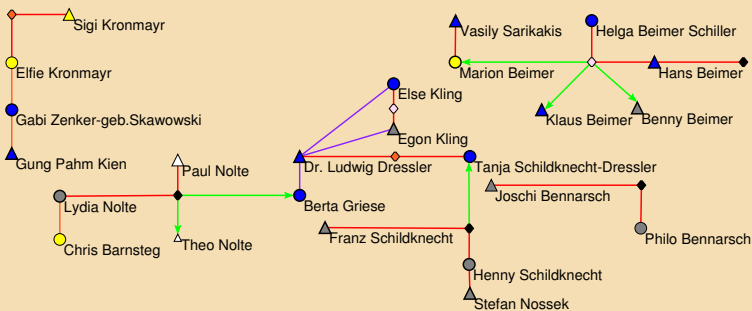 Sigi Kronmayr
Vasily Sarikakis
Helga Beimer Schiller
Elfie Kronmayr
Marion Beimer
Hans Beimer
Else Kling
Gabi Zenker-geb.Skawowski
Klaus Beimer
Benny Beimer
Egon Kling
Gung Pahm Kien
Paul Nolte
Dr. Ludwig Dressler
Tanja Schildknecht-Dressler
Joschi Bennarsch
Lydia Nolte
Berta Griese
Philo Bennarsch
Franz Schildknecht
Chris Barnsteg
Theo Nolte
Henny Schildknecht
Stefan Nossek